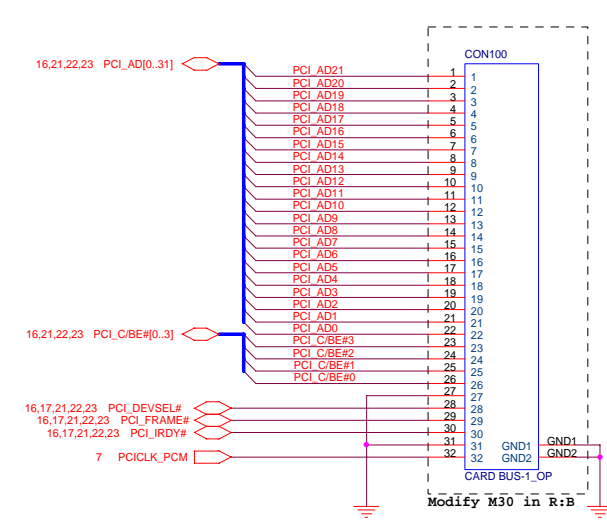 CON100
16,21,22,23 PCI_AD[0..31]
PCI_AD21 1 1
PCI_AD20 2 2
PCI_AD19 3 3
PCI_AD18 4 4
PCI_AD17 5 5
PCI_AD16 6 6
PCI_AD15 7 7
PCI_AD14 8 8
PCI_AD13 9 9
PCI_AD12 10 10
PCI_AD11 11 11
PCI_AD10 12 12
PCI_AD9 13 13
PCI_AD8 14 14
PCI_AD7 15 15
PCI_AD6 16 16
PCI_AD5 17 17
PCI_AD4 18 18
PCI_AD3 19 19
PCI_AD2 20 20
PCI_AD1 21 21
PCI_AD0 22 22
16,21,22,23 PCI_C/BE#[0..3]
PCI_C/BE#3 23 23
PCI_C/BE#2 24 24
PCI_C/BE#1 25 25
PCI_C/BE#0 26 26
27 27
16,17,21,22,23 PCI_DEVSEL# 28 28
16,17,21,22,23 PCI_FRAME# 29 29
16,17,21,22,23 PCI_IRDY# 30 30
31 31 GND1 GND1
7 PCICLK_PCM 32 32 GND2 GND2
CARD BUS-1_OP
Modify M30 in R:B